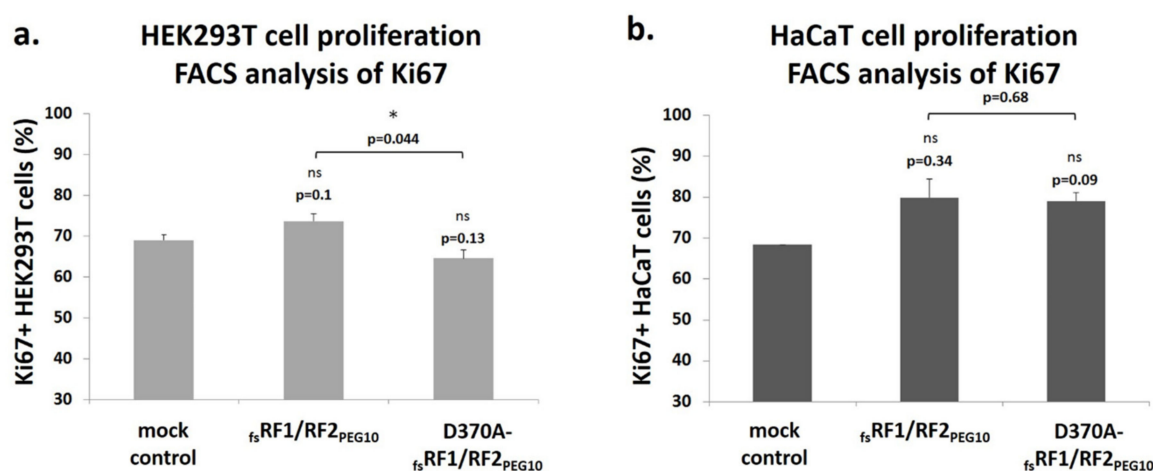 a.
HEK293T cell proliferation
FACS analysis of Ki67
Ki67+ HEK293T cells (%)
100
90
80
70
60
50
40
30
*
p=0.044
ns
p=0.1
ns
p=0.13
mock
control
fsRF1/RF2PEG10
D370A-
fsRF1/RF2PEG10
b.
HaCaT cell proliferation
FACS analysis of Ki67
Ki67+ HaCaT cells (%)
100
90
80
70
60
50
40
30
p=0.68
ns
p=0.34
ns
p=0.09
mock
control
fsRF1/RF2PEG10
D370A-
fsRF1/RF2PEG10